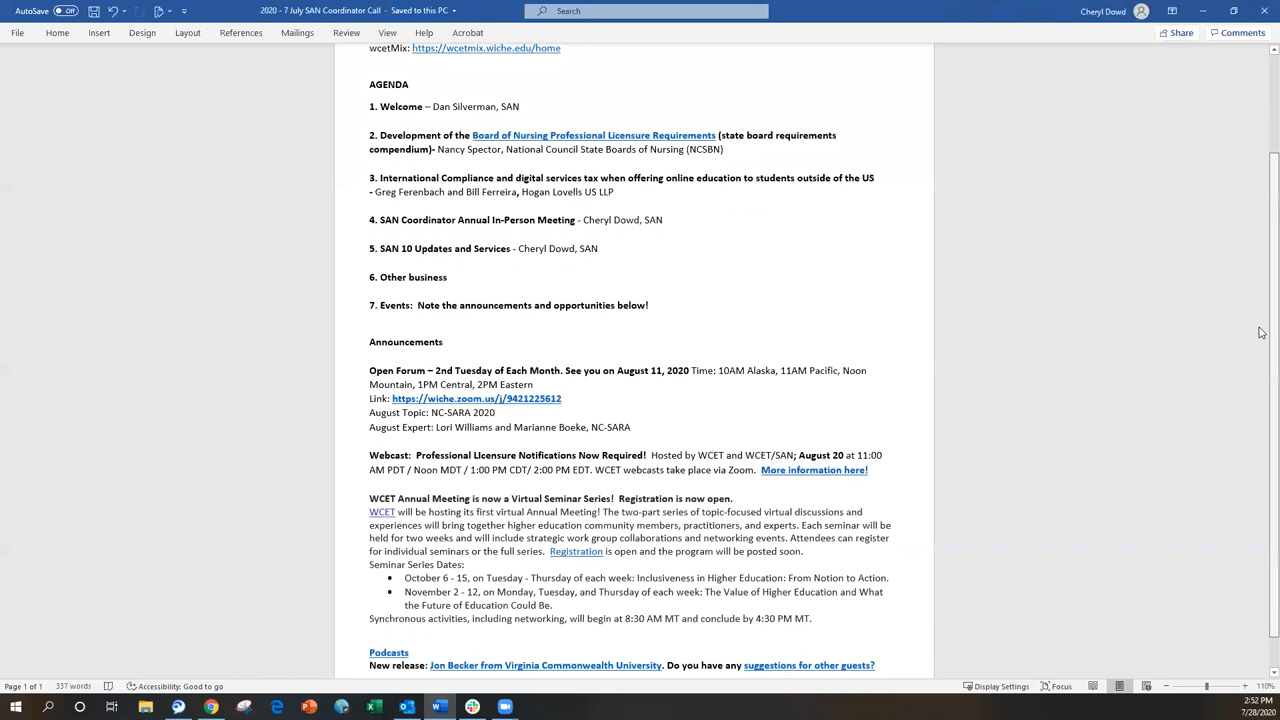 AutoSave Off 2020 - 7 July SAN Coordinator Call - Saved to this PC Search Cheryl Dowd
File Home Insert Design Layout References Mailings Review View Help Acrobat Share Comments
wcetMix: https://wcetmix.wiche.edu/home
AGENDA
1. Welcome – Dan Silverman, SAN
2. Development of the Board of Nursing Professional Licensure Requirements (state board requirements
compendium)- Nancy Spector, National Council State Boards of Nursing (NCSBN)
3. International Compliance and digital services tax when offering online education to students outside of the US
- Greg Ferenbach and Bill Ferreira, Hogan Lovells US LLP
4. SAN Coordinator Annual In-Person Meeting - Cheryl Dowd, SAN
5. SAN 10 Updates and Services - Cheryl Dowd, SAN
6. Other business
7. Events: Note the announcements and opportunities below!
Announcements
Open Forum – 2nd Tuesday of Each Month. See you on August 11, 2020 Time: 10AM Alaska, 11AM Pacific, Noon
Mountain, 1PM Central, 2PM Eastern
Link: https://wiche.zoom.us/j/9421225612
August Topic: NC-SARA 2020
August Expert: Lori Williams and Marianne Boeke, NC-SARA
Webcast: Professional LIcensure Notifications Now Required! Hosted by WCET and WCET/SAN; August 20 at 11:00
AM PDT / Noon MDT / 1:00 PM CDT/ 2:00 PM EDT. WCET webcasts take place via Zoom. More information here!
WCET Annual Meeting is now a Virtual Seminar Series! Registration is now open.
WCET will be hosting its first virtual Annual Meeting! The two-part series of topic-focused virtual discussions and
experiences will bring together higher education community members, practitioners, and experts. Each seminar will be
held for two weeks and will include strategic work group collaborations and networking events. Attendees can register
for individual seminars or the full series. Registration is open and the program will be posted soon.
Seminar Series Dates:
• October 6 - 15, on Tuesday - Thursday of each week: Inclusiveness in Higher Education: From Notion to Action.
• November 2 - 12, on Monday, Tuesday, and Thursday of each week: The Value of Higher Education and What
the Future of Education Could Be.
Synchronous activities, including networking, will begin at 8:30 AM MT and conclude by 4:30 PM MT.
Podcasts
New release: Jon Becker from Virginia Commonwealth University. Do you have any suggestions for other guests?
Page 1 of 1 337 words Accessibility: Good to go Display Settings Focus 110%
2:52 PM
7/28/2020